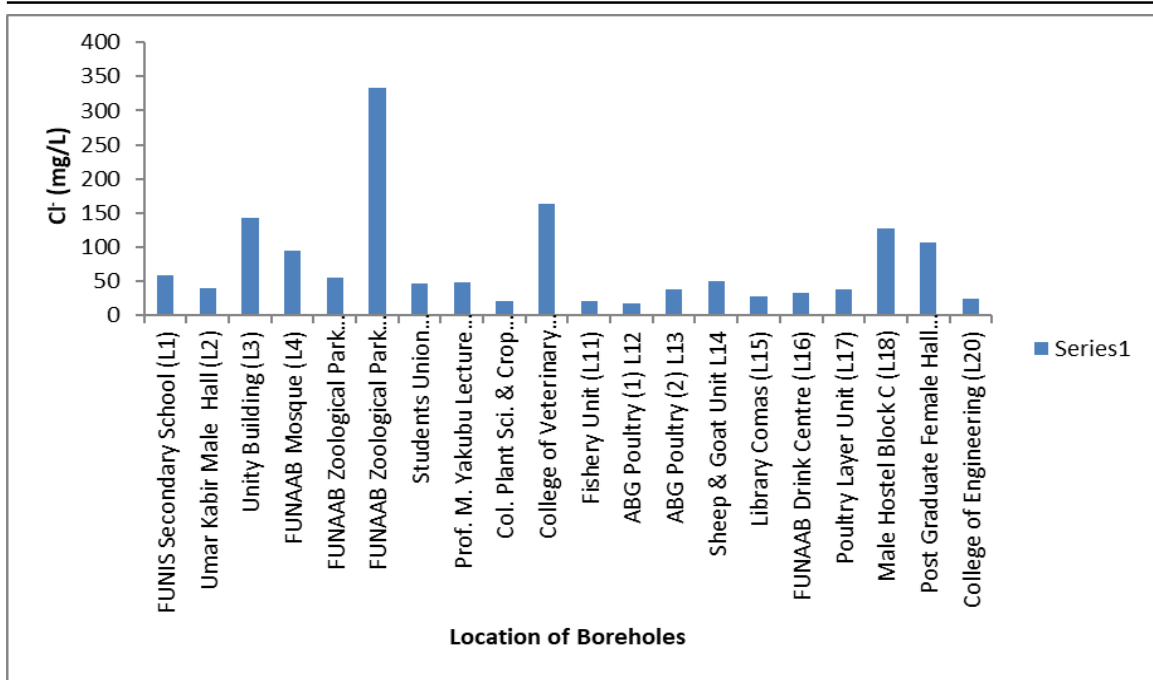 Cl⁻ (mg/L)
400
350
300
250
200
150
100
50
0
FUNIS Secondary School (L1)
Umar Kabir Male Hall (L2)
Unity Building (L3)
FUNAAB Mosque (L4)
FUNAAB Zoological Park...
FUNAAB Zoological Park...
Students Union...
Prof. M. Yakubu Lecture...
Col. Plant Sci. & Crop...
College of Veterinary...
Fishery Unit (L11)
ABG Poultry (1) L12
ABG Poultry (2) L13
Sheep & Goat Unit L14
Library Comas (L15)
FUNAAB Drink Centre (L16)
Poultry Layer Unit (L17)
Male Hostel Block C (L18)
Post Graduate Female Hall...
College of Engineering (L20)
Series1
Location of Boreholes